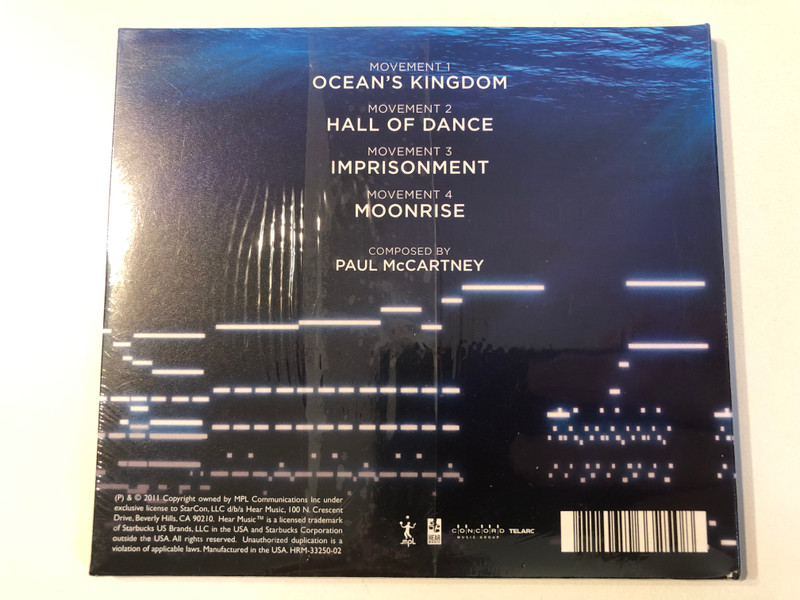 MOVEMENT 1
OCEAN'S KINGDOM
MOVEMENT 2
HALL OF DANCE
MOVEMENT 3
IMPRISONMENT
MOVEMENT 4
MOONRISE
COMPOSED BY
PAUL McCARTNEY
(P) & © 2011 Copyright owned by MPL Communications Inc under
exclusive license to StarCon, LLC d/b/a Hear Music, 100 N. Crescent
Drive, Beverly Hills, CA 90210. Hear Music™ is a licensed trademark
of Starbucks US Brands, LLC in the USA and Starbucks Corporation
outside the USA. All rights reserved. Unauthorized duplication is a
violation of applicable laws. Manufactured in the USA. HRM-33250-02
mpl
HEAR
CONCORD
MUSIC GROUP
TELARC